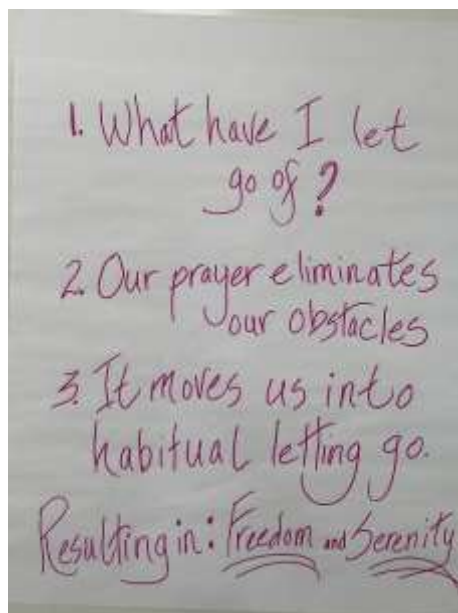 1. What have I let
go of?
2. Our prayer eliminates
our obstacles
3. It moves us into
habitual letting go.
Resulting in: Freedom and Serenity